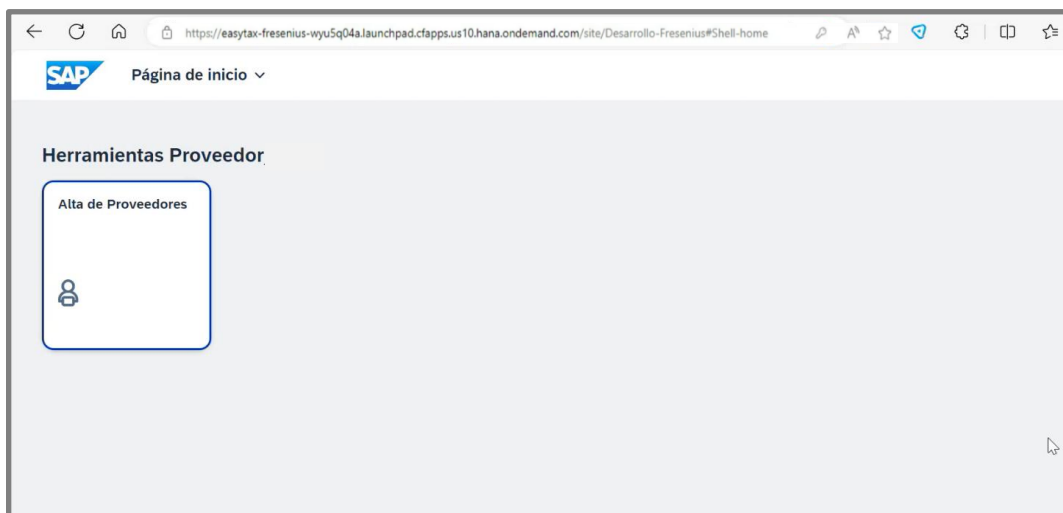 https://easytax-fresenius-wyu5q04a.launchpad.cfapps.us10.hana.ondemand.com/site/Desarrollo-Fresenius#Shell-home
SAP
Página de inicio
Herramientas Proveedor
Alta de Proveedores